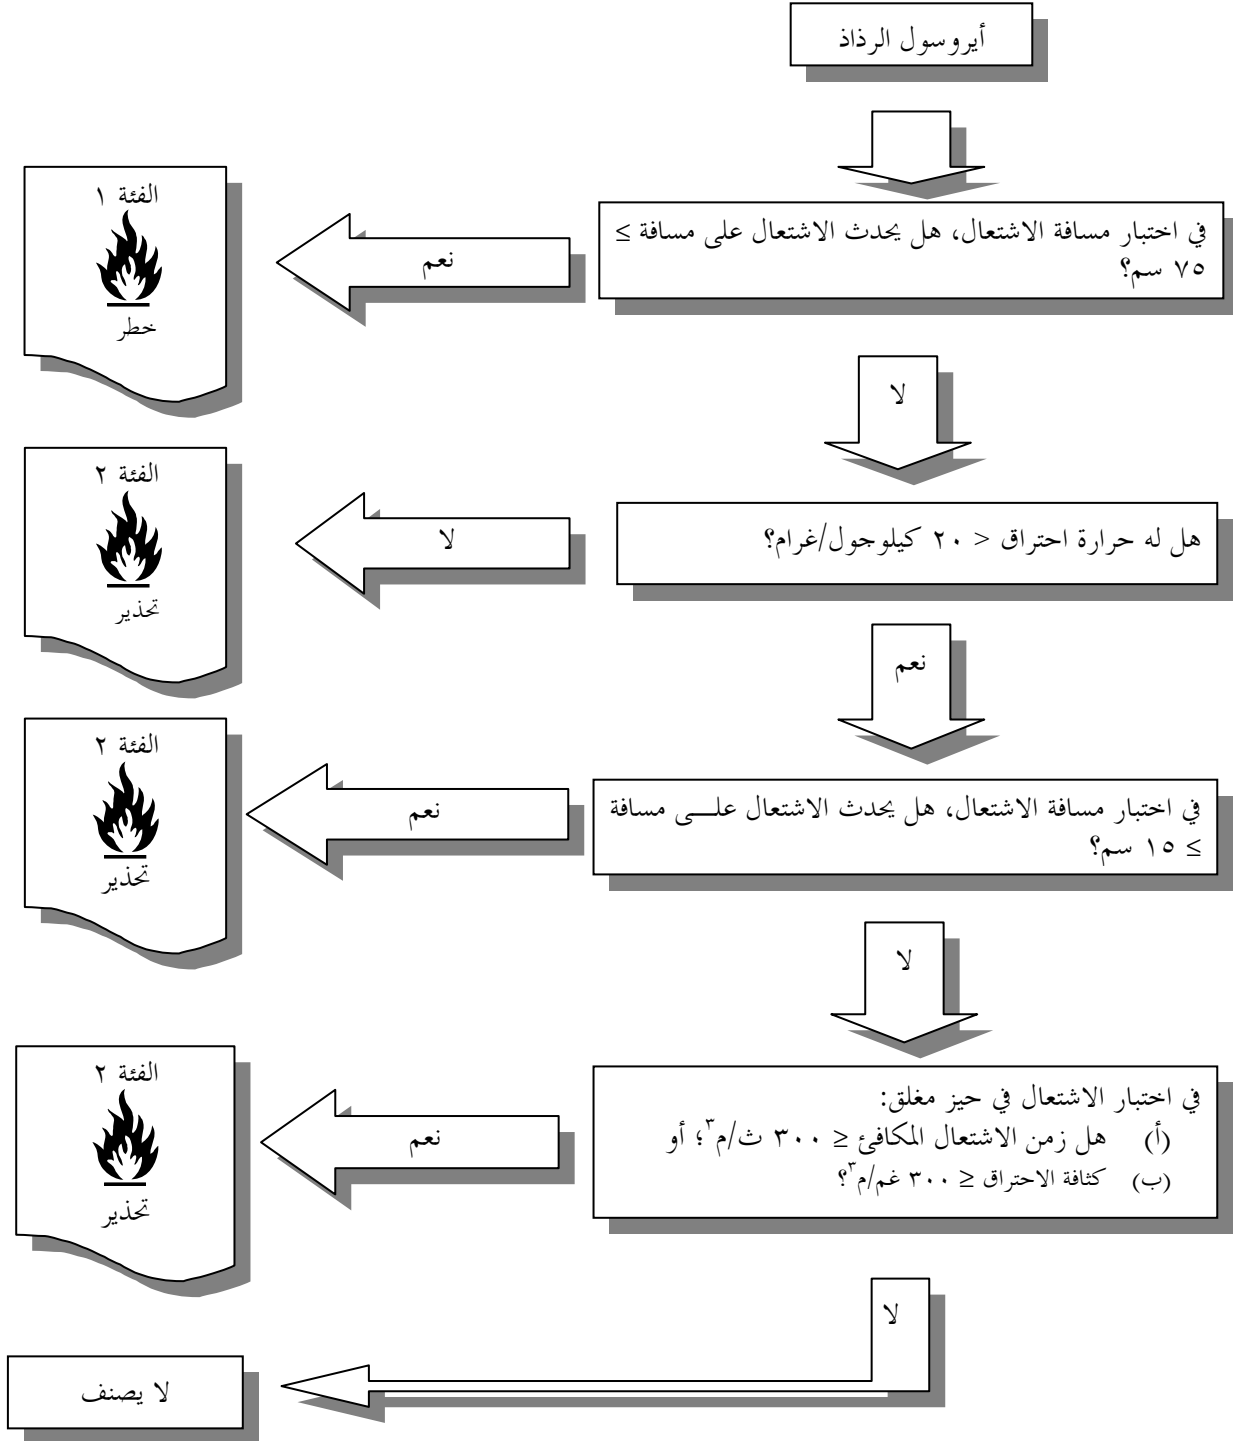 أيروسول الرذاذ
في اختبار مسافة الاشتعال، هل يحدث الاشتعال على مسافة ≥
٧٥ سم؟
نعم
الفئة ١
خطر
لا
هل له حرارة احتراق < ٢٠ كيلوجول/غرام؟
لا
الفئة ٢
تحذير
نعم
في اختبار مسافة الاشتعال، هل يحدث الاشتعال علـــى مسافة
≥ ١٥ سم؟
نعم
الفئة ٢
تحذير
لا
في اختبار الاشتعال في حيز مغلق:
(أ) هل زمن الاشتعال المكافئ ≤ ٣٠٠ ث/م٣؛ أو
(ب) كثافة الاحتراق ≤ ٣٠٠ غم/م٣؟
نعم
الفئة ٢
تحذير
لا
لا يصنف